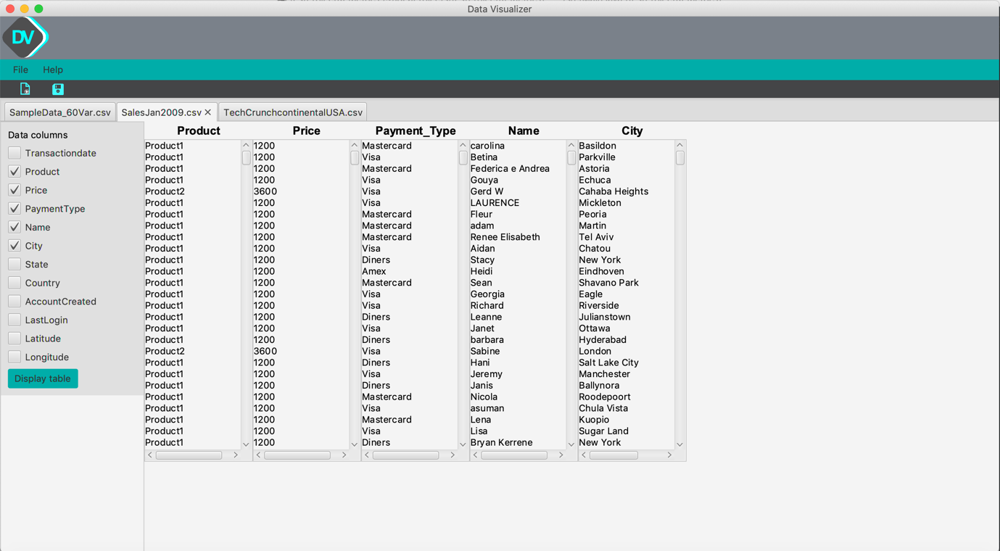 Data Visualizer
DV
File Help
SampleData_60Var.csv SalesJan2009.csv TechCrunchcontinentalUSA.csv
Data columns
Transactiondate
Product
Price
PaymentType
Name
City
State
Country
AccountCreated
LastLogin
Latitude
Longitude
Display table
Product Price Payment_Type Name City
Product1 1200 Mastercard carolina Basildon
Product1 1200 Visa Betina Parkville
Product1 1200 Mastercard Federica e Andrea Astoria
Product1 1200 Visa Gouya Echuca
Product2 3600 Visa Gerd W Cahaba Heights
Product1 1200 Visa LAURENCE Mickleton
Product1 1200 Mastercard Fleur Peoria
Product1 1200 Mastercard adam Martin
Product1 1200 Mastercard Renee Elisabeth Tel Aviv
Product1 1200 Visa Aidan Chatou
Product1 1200 Diners Stacy New York
Product1 1200 Amex Heidi Eindhoven
Product1 1200 Mastercard Sean Shavano Park
Product1 1200 Visa Georgia Eagle
Product1 1200 Visa Richard Riverside
Product1 1200 Diners Leanne Julianstown
Product1 1200 Visa Janet Ottawa
Product1 1200 Diners barbara Hyderabad
Product2 3600 Visa Sabine London
Product1 1200 Diners Hani Salt Lake City
Product1 1200 Visa Jeremy Manchester
Product1 1200 Diners Janis Ballynora
Product1 1200 Mastercard Nicola Roodepoort
Product1 1200 Visa asuman Chula Vista
Product1 1200 Mastercard Lena Kuopio
Product1 1200 Visa Lisa Sugar Land
Product1 1200 Diners Bryan Kerrene New York